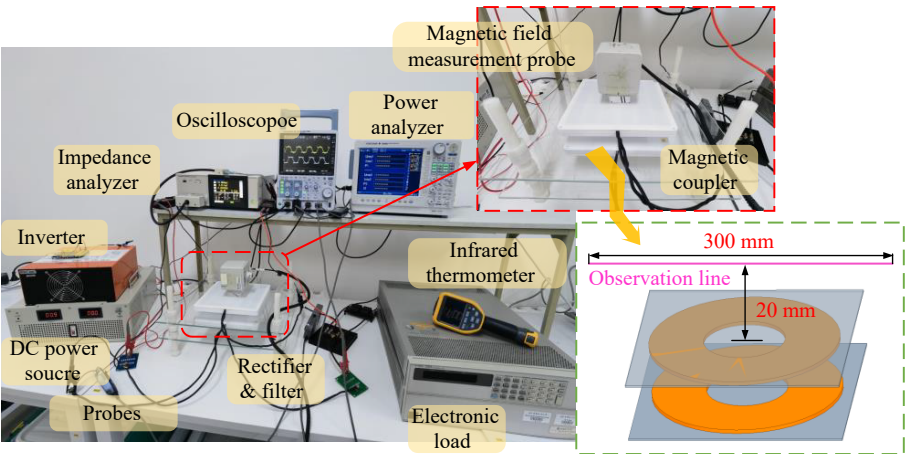 Magnetic field
measurement probe
Oscilloscopoe
Power
analyzer
Impedance
analyzer
Magnetic
coupler
Inverter
Infrared
thermometer
300 mm
Observation line
20 mm
DC power
soucre
Rectifier
& filter
Probes
Electronic
load